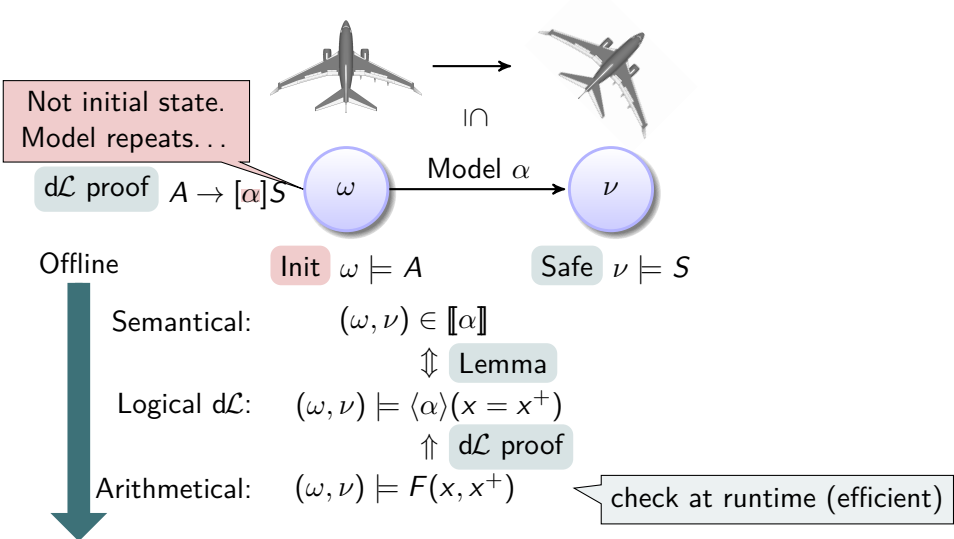 Not initial state.
Model repeats. . .
⊆
Model α
dℒ proof A → [α]S
ω
ν
Offline
Init ω ⊨ A
Safe ν ⊨ S
Semantical: (ω, ν) ∈ ⟦α⟧
⇕ Lemma
Logical dℒ: (ω, ν) ⊨ ⟨α⟩(x = x⁺)
⇑ dℒ proof
Arithmetical: (ω, ν) ⊨ F(x, x⁺)
check at runtime (efficient)